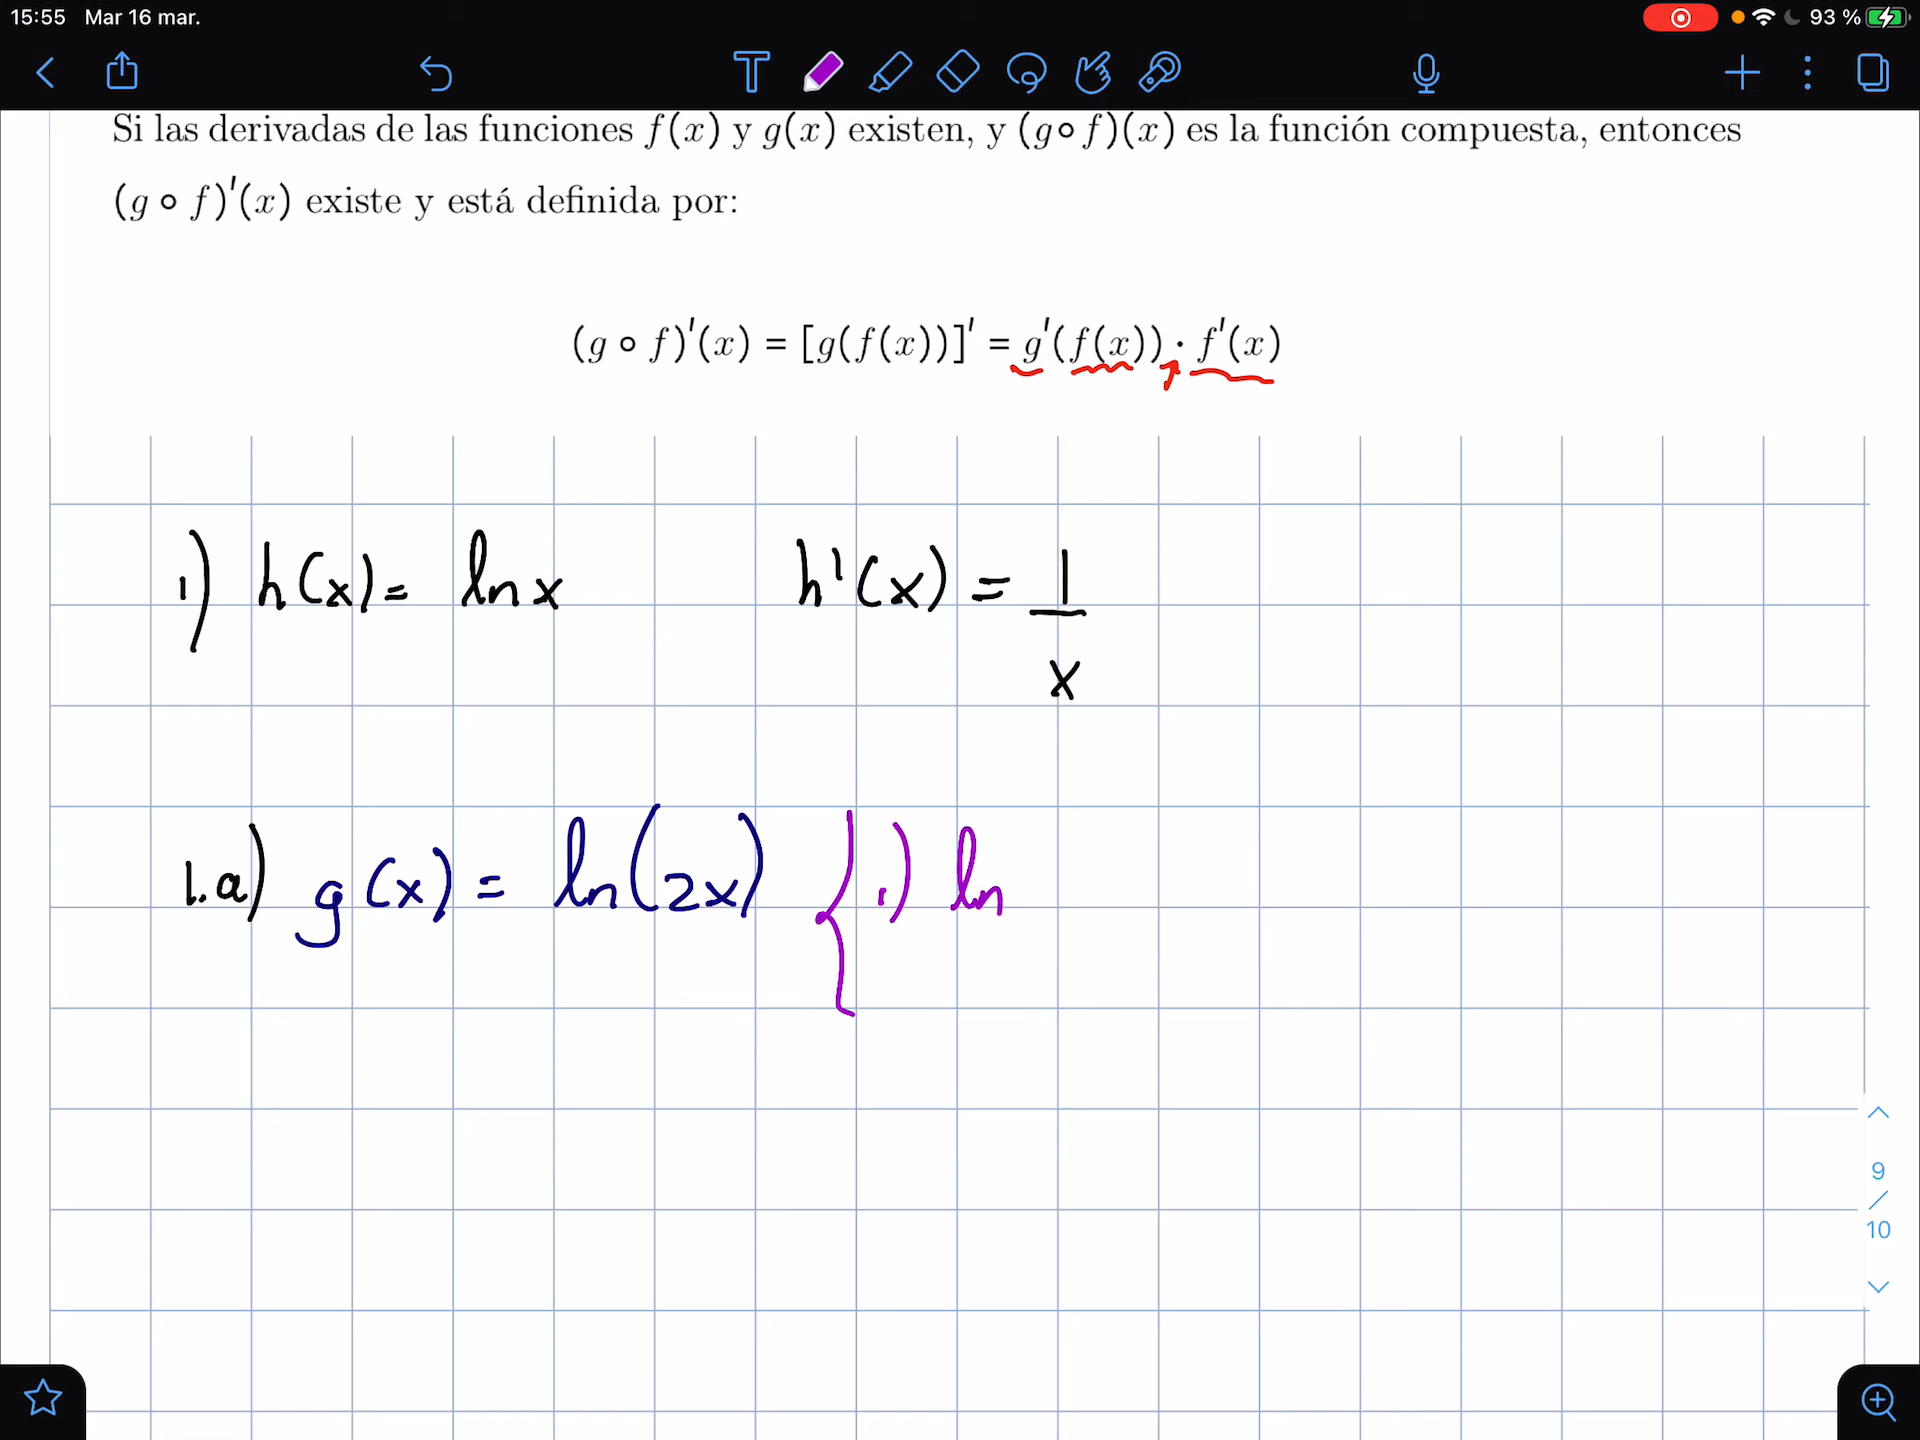 15:55 Mar 16 mar. 93 %
T
Si las derivadas de las funciones f(x) y g(x) existen, y (g∘f)(x) es la función compuesta, entonces
(g ∘ f)'(x) existe y está definida por:
(g ∘ f)'(x) = [g(f(x))]' = g'(f(x)) · f'(x)
1) h(x) = ln x h'(x) = 1/x
1.a) g(x) = ln(2x) { 1) ln
9
/
10